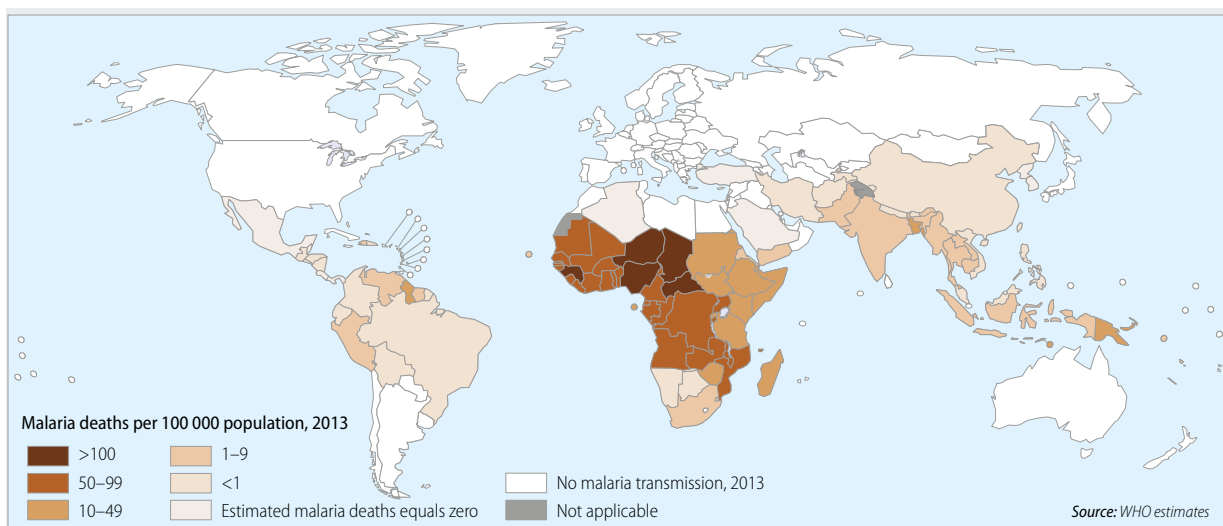 Malaria deaths per 100 000 population, 2013
>100
50–99
10–49
1–9
<1
Estimated malaria deaths equals zero
No malaria transmission, 2013
Not applicable
Source: WHO estimates